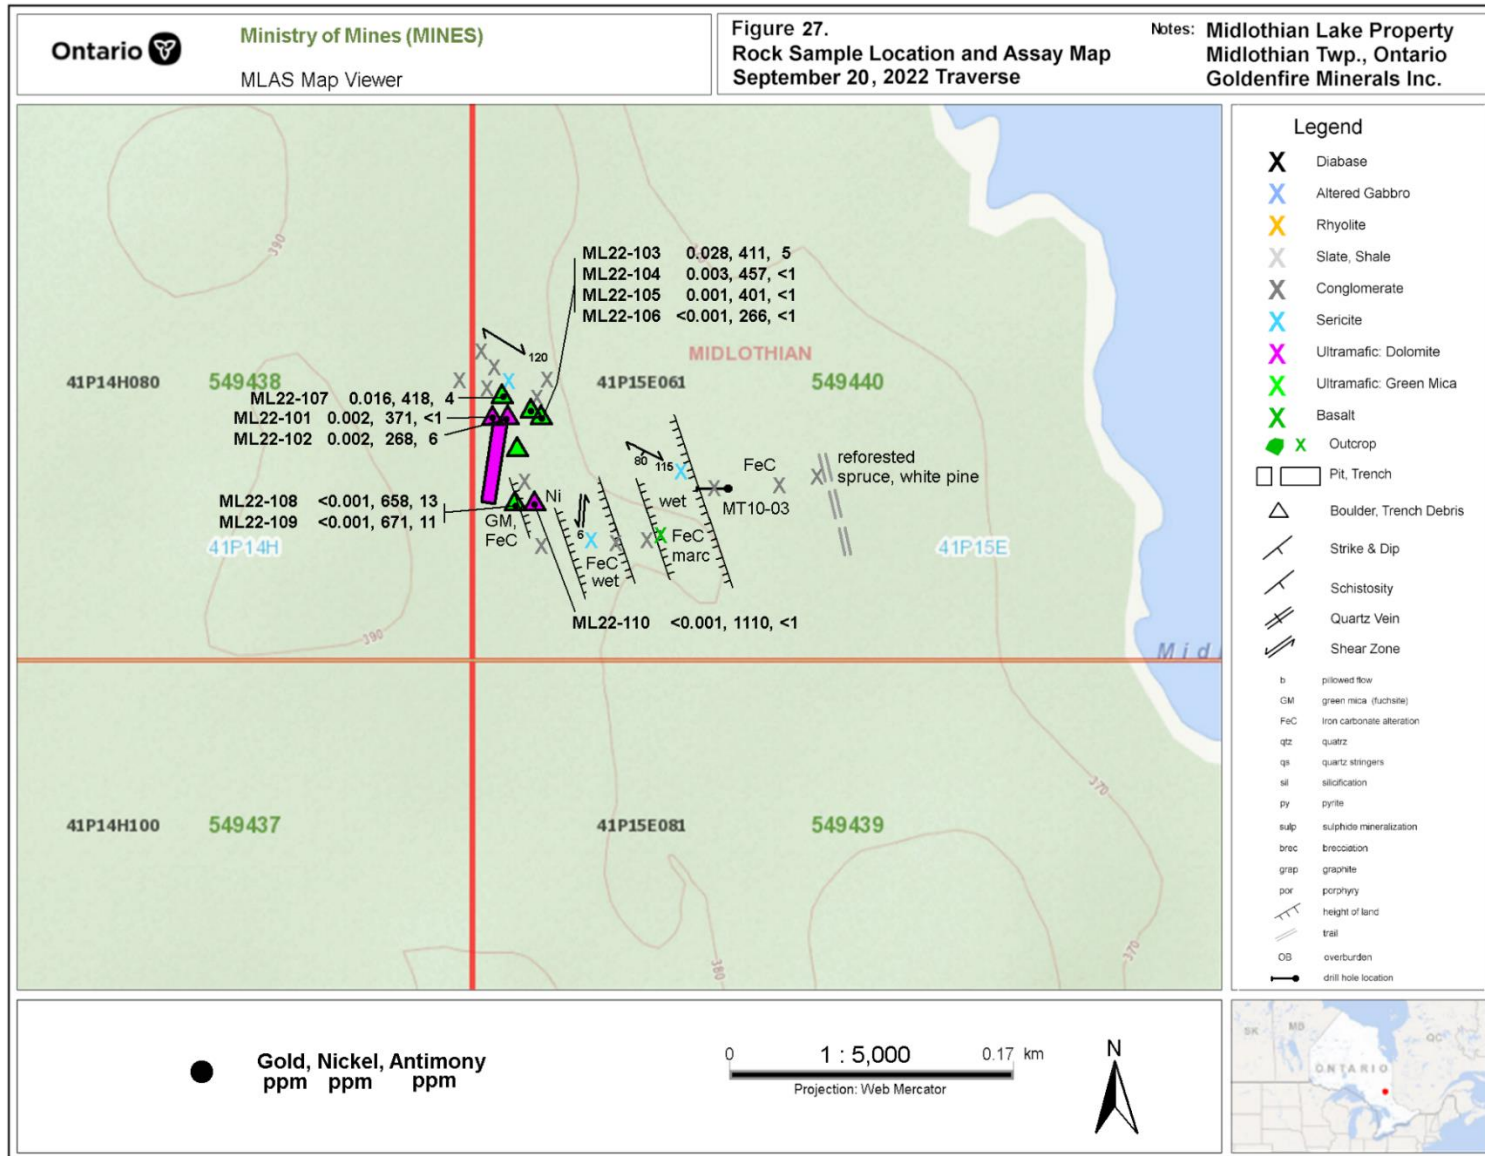 Ontario
Ministry of Mines (MINES)
MLAS Map Viewer
Figure 27.
Rock Sample Location and Assay Map
September 20, 2022 Traverse
Notes: Midlothian Lake Property
Midlothian Twp., Ontario
Goldenfire Minerals Inc.
390
ML22-103 0.028, 411, 5
ML22-104 0.003, 457, <1
ML22-105 0.001, 401, <1
ML22-106 <0.001, 266, <1
120
MIDLOTHIAN
41P14H080 549438
41P15E061 549440
ML22-107 0.016, 418, 4
ML22-101 0.002, 371, <1
ML22-102 0.002, 268, 6
80 115
FeC
reforested
spruce, white pine
wet
MT10-03
ML22-108 <0.001, 658, 13
ML22-109 <0.001, 671, 11
Ni
GM,
FeC
6
FeC
wet
FeC
marc
41P14H
41P15E
ML22-110 <0.001, 1110, <1
390
Midl
370
41P14H100 549437
41P15E081 549439
380
370
Legend
Diabase
Altered Gabbro
Rhyolite
Slate, Shale
Conglomerate
Sericite
Ultramafic: Dolomite
Ultramafic: Green Mica
Basalt
Outcrop
Pit, Trench
Boulder, Trench Debris
Strike & Dip
Schistosity
Quartz Vein
Shear Zone
b pillowed flow
GM green mica (fuchsite)
FeC Iron carbonate alteration
qtz quatrz
qs quartz stringers
sil silicification
py pyrite
sulp sulphide mineralization
brec brecciation
grap graphite
por porphyry
height of land
trail
OB overburden
drill hole location
Gold, Nickel, Antimony
ppm ppm ppm
0 1 : 5,000 0.17 km
Projection: Web Mercator
N
SK
MB
QC
ONTARIO